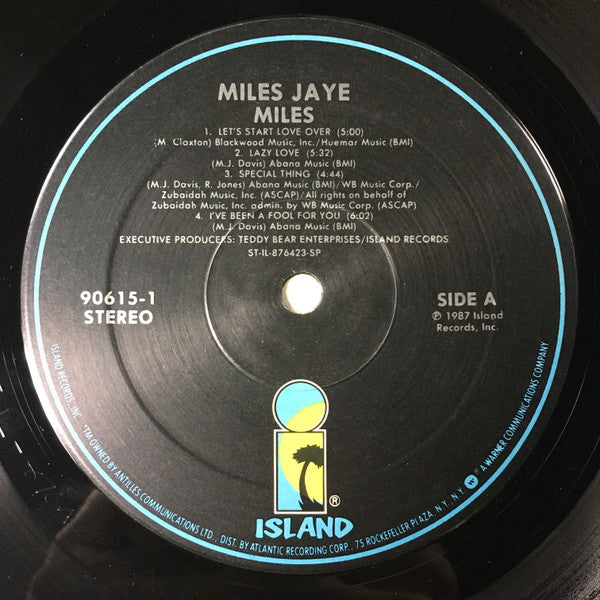 MILES JAYE
MILES
1. LET'S START LOVE OVER (5:00)
(M. Claxton) Blackwood Music, Inc./Huemar Music (BMI)
2. LAZY LOVE (5:32)
(M.J. Davis) Abana Music (BMI)
3. SPECIAL THING (4:44)
(M.J. Davis, R. Jones) Abana Music (BMI)/WB Music Corp./
Zubaidah Music, Inc. (ASCAP)/All rights on behalf of
Zubaidah Music, Inc. admin. by WB Music Corp. (ASCAP)
4. I'VE BEEN A FOOL FOR YOU (6:02)
(M.J. Davis) Abana Music (BMI)
EXECUTIVE PRODUCERS: TEDDY BEAR ENTERPRISES/ISLAND RECORDS
ST-IL-876423-SP
90615-1
STEREO
SIDE A
℗ 1987 Island
Records, Inc.
i
®
ISLAND
ISLAND RECORDS, INC. *TM OWNED BY ANTILLES COMMUNICATIONS LTD., DIST. BY ATLANTIC RECORDING CORP., 75 ROCKEFELLER PLAZA, N.Y., N.Y. W ® A WARNER COMMUNICATIONS COMPANY